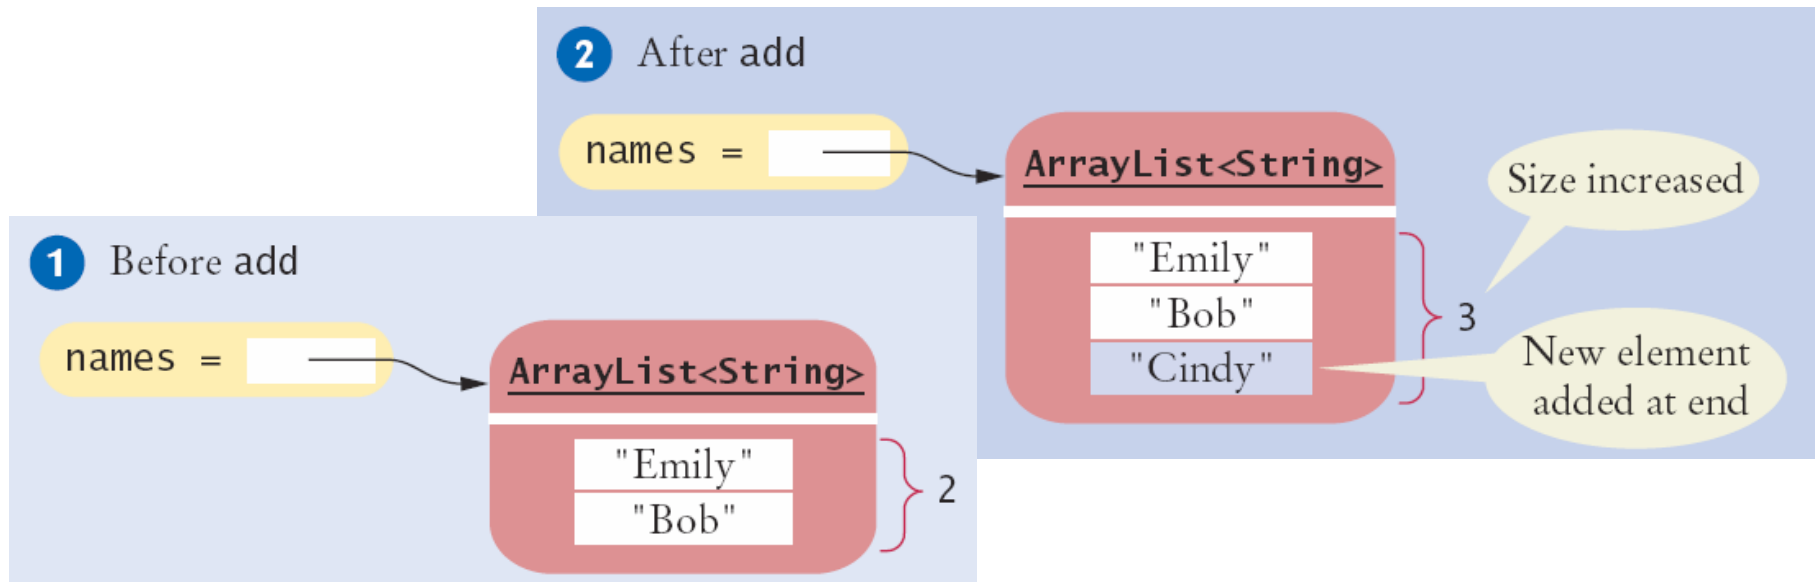 1 Before add
names =
ArrayList<String>
"Emily"
"Bob"
2
2 After add
names =
ArrayList<String>
"Emily"
"Bob"
"Cindy"
3
Size increased
New element
added at end